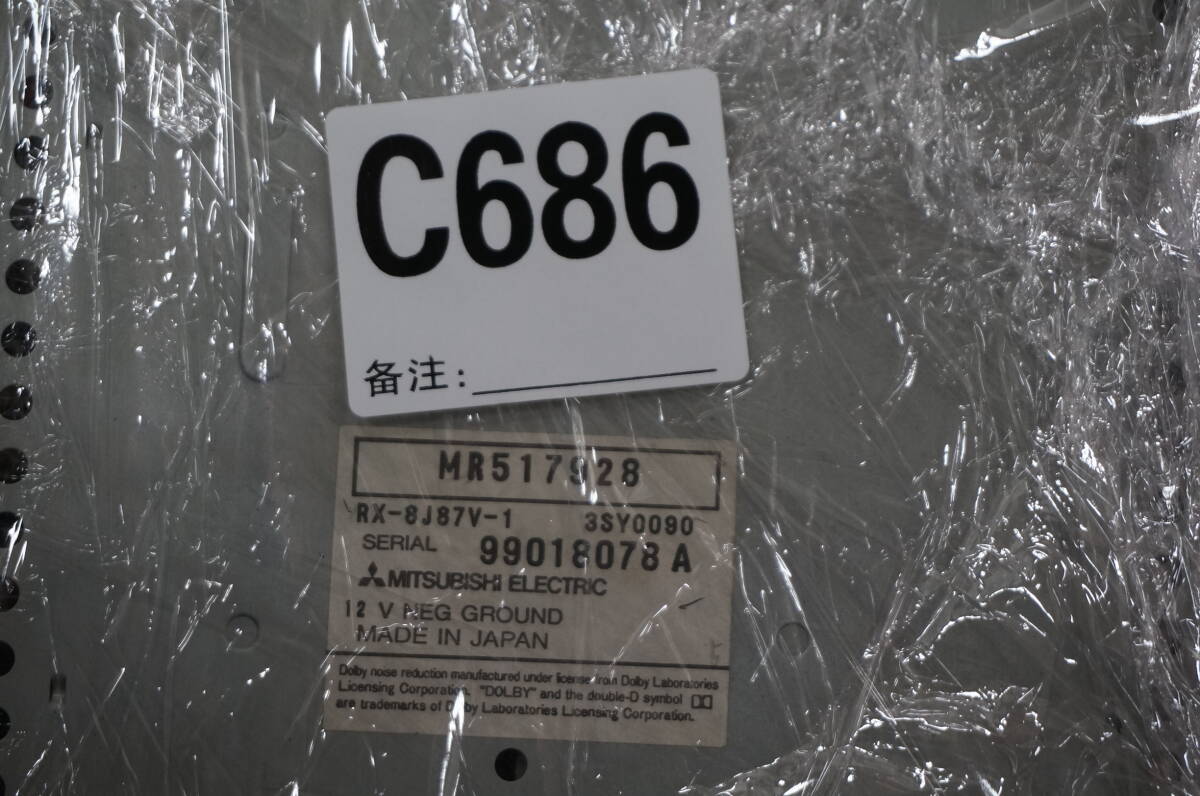 C686
备注:
MR517928
RX-8J87V-1 3SY0090
SERIAL 99018078 A
MITSUBISHI ELECTRIC
12 V NEG GROUND
MADE IN JAPAN
Dolby noise reduction manufactured under license from Dolby Laboratories
Licensing Corporation. "DOLBY" and the double-D symbol
are trademarks of Dolby Laboratories Licensing Corporation.